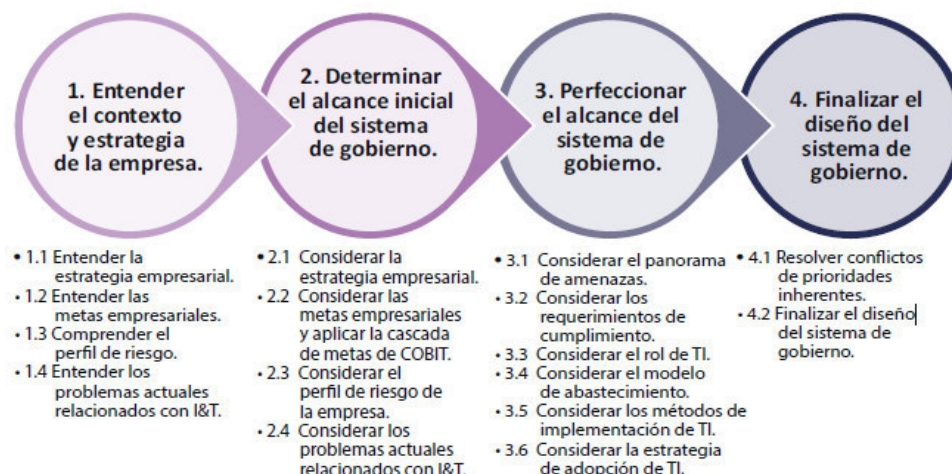 1. Entender
el contexto
y estrategia
de la empresa.
2. Determinar
el alcance inicial
del sistema
de gobierno.
3. Perfeccionar
el alcance del
sistema de
gobierno.
4. Finalizar el
diseño del
sistema de
gobierno.
• 1.1 Entender la
estrategia empresarial.
• 1.2 Entender las
metas empresariales.
• 1.3 Comprender el
perfil de riesgo.
• 1.4 Entender los
problemas actuales
relacionados con I&T.
• 2.1 Considerar la
estrategia empresarial.
• 2.2 Considerar las
metas empresariales
y aplicar la cascada
de metas de COBIT.
• 2.3 Considerar el
perfil de riesgo de
la empresa.
• 2.4 Considerar los
problemas actuales
relacionados con I&T.
• 3.1 Considerar el panorama
de amenazas.
• 3.2 Considerar los
requerimientos de
cumplimiento.
• 3.3 Considerar el rol de TI.
• 3.4 Considerar el modelo
de abastecimiento.
• 3.5 Considerar los métodos de
implementación de TI.
• 3.6 Considerar la estrategia
de adopción de TI.
• 4.1 Resolver conflictos
de prioridades
inherentes.
• 4.2 Finalizar el diseño
del sistema de
gobierno.